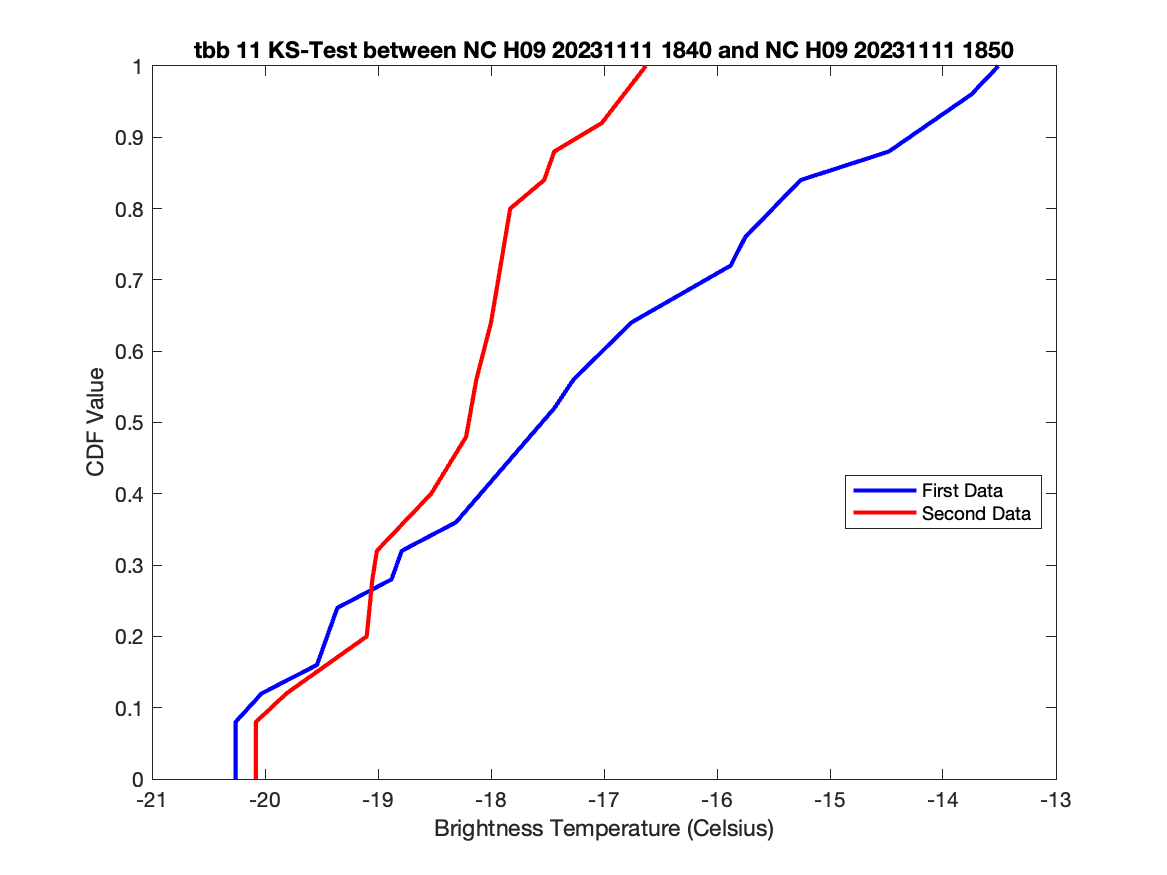 tbb 11 KS-Test between NC H09 20231111 1840 and NC H09 20231111 1850
1
0.9
0.8
0.7
0.6
0.5
0.4
0.3
0.2
0.1
0
CDF Value
First Data
Second Data
-21 -20 -19 -18 -17 -16 -15 -14 -13
Brightness Temperature (Celsius)